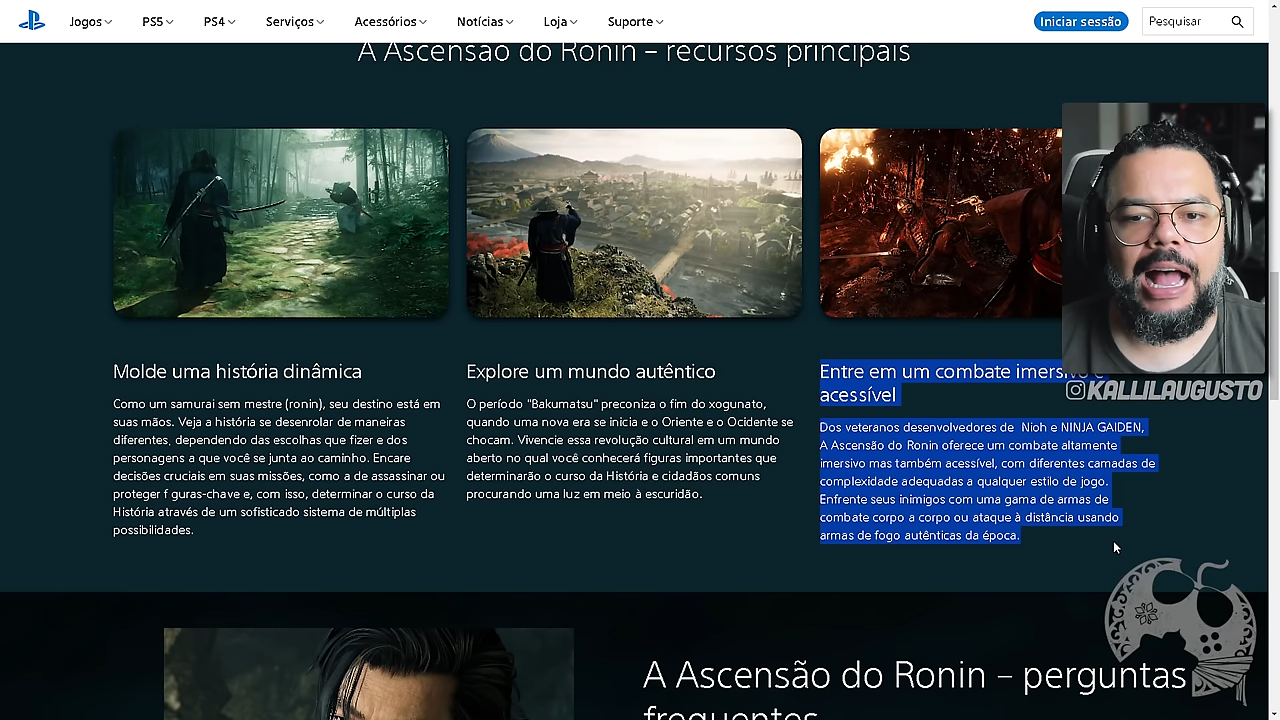 Jogos PS5 PS4 Serviços Acessórios Notícias Loja Suporte Iniciar sessão Pesquisar
A Ascensão do Ronin – recursos principais
Molde uma história dinâmica
Como um samurai sem mestre (ronin), seu destino está em
suas mãos. Veja a história se desenrolar de maneiras
diferentes, dependendo das escolhas que fizer e dos
personagens a que você se junta ao caminho. Encare
decisões cruciais em suas missões, como a de assassinar ou
proteger f guras-chave e, com isso, determinar o curso da
História através de um sofisticado sistema de múltiplas
possibilidades.
Explore um mundo autêntico
O período "Bakumatsu" preconiza o fim do xogunato,
quando uma nova era se inicia e o Oriente e o Ocidente se
chocam. Vivencie essa revolução cultural em um mundo
aberto no qual você conhecerá figuras importantes que
determinarão o curso da História e cidadãos comuns
procurando uma luz em meio à escuridão.
Entre em um combate imersivo e
acessível
Dos veteranos desenvolvedores de Nioh e NINJA GAIDEN,
A Ascensão do Ronin oferece um combate altamente
imersivo mas também acessível, com diferentes camadas de
complexidade adequadas a qualquer estilo de jogo.
Enfrente seus inimigos com uma gama de armas de
combate corpo a corpo ou ataque à distância usando
armas de fogo autênticas da época.
KALLILAUGUSTO
A Ascensão do Ronin – perguntas
frequentes